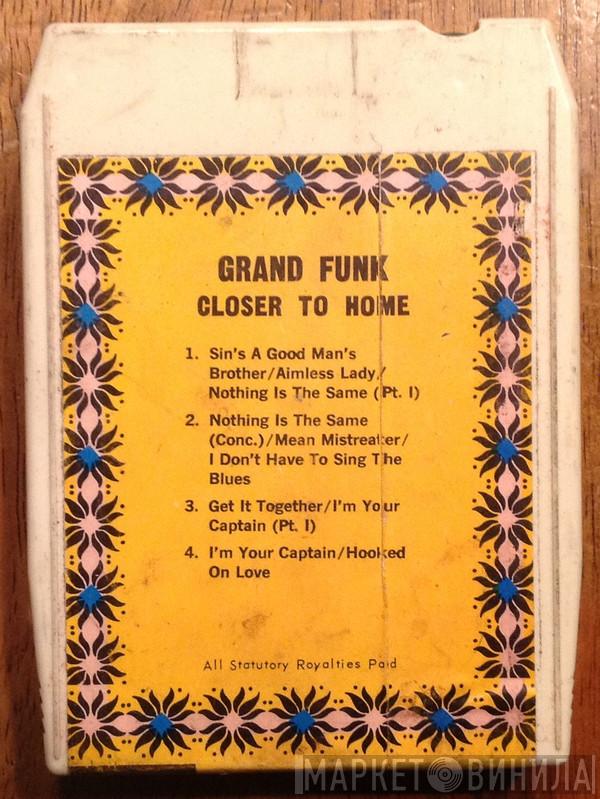 GRAND FUNK
CLOSER TO HOME
1. Sin's A Good Man's
Brother/Aimless Lady/
Nothing Is The Same (Pt. I)
2. Nothing Is The Same
(Conc.)/Mean Mistreater/
I Don't Have To Sing The
Blues
3. Get It Together/I'm Your
Captain (Pt. I)
4. I'm Your Captain/Hooked
On Love
All Statutory Royalties Paid
МАРКЕТ ВИНИЛА